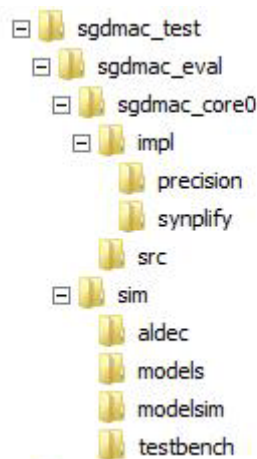 sgdmac_test
sgdmac_eval
sgdmac_core0
impl
precision
synplify
src
sim
aldec
models
modelsim
testbench